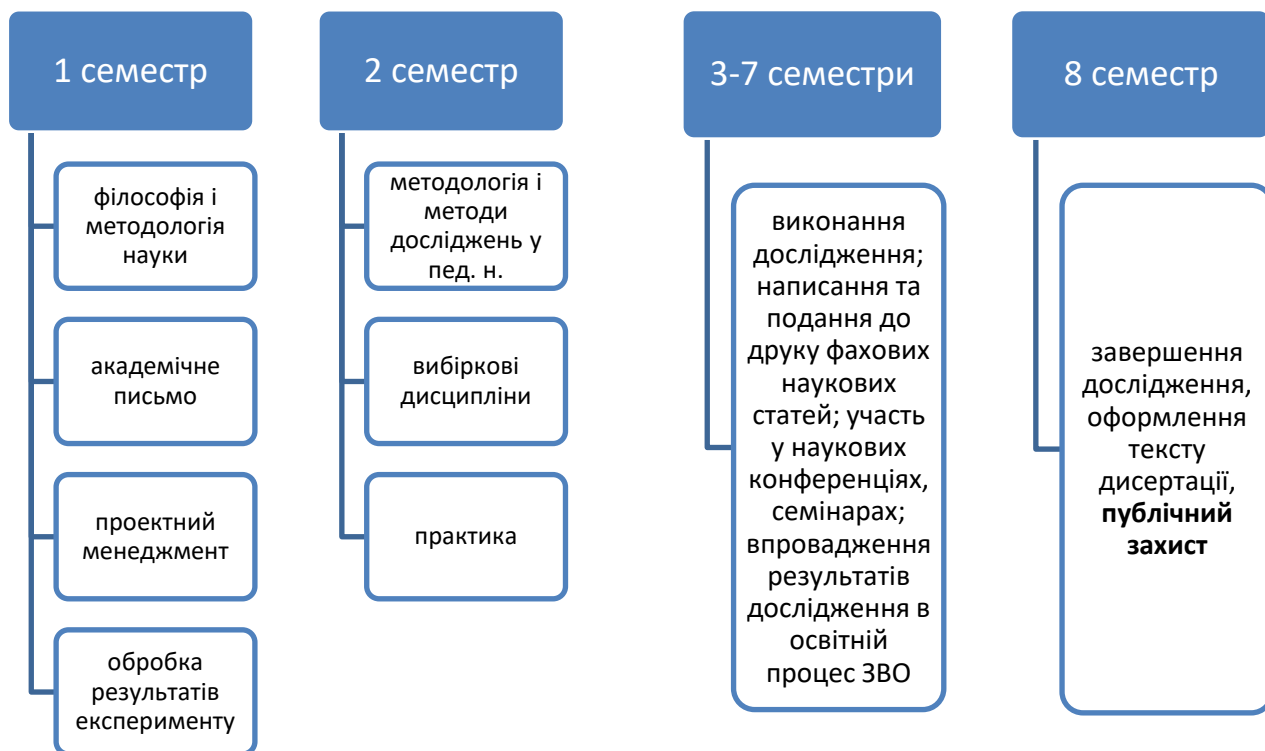 1 семестр
філософія і
методологія
науки
академічне
письмо
проектний
менеджмент
обробка
результатів
експерименту
2 семестр
методологія і
методи
досліджень у
пед. н.
вибіркові
дисципліни
практика
3-7 семестри
виконання
дослідження;
написання та
подання до
друку фахових
наукових
статей; участь
у наукових
конференціях,
семінарах;
впровадження
результатів
дослідження в
освітній
процес ЗВО
8 семестр
завершення
дослідження,
оформлення
тексту
дисертації,
публічний
захист